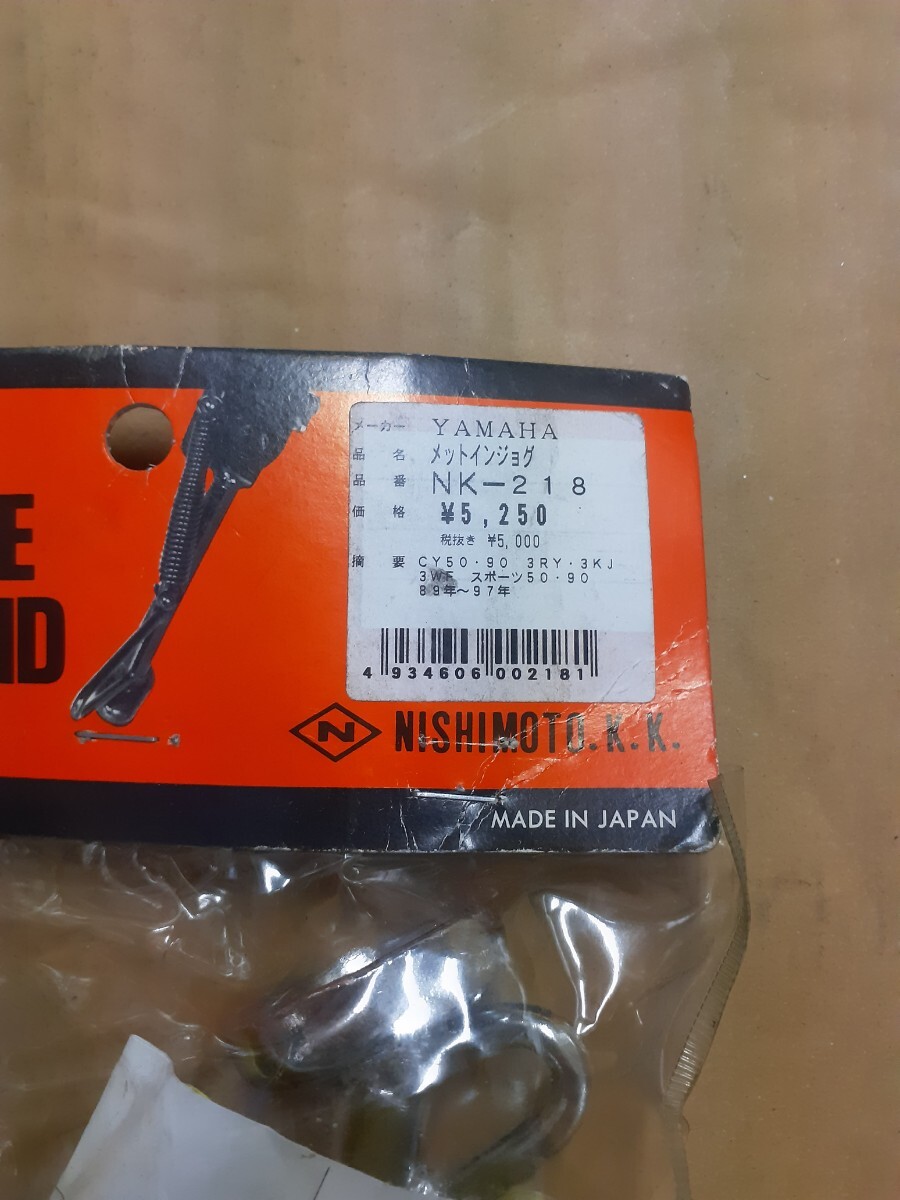 E
ND
メーカー YAMAHA
品名 メットインジョグ
品番 NK-218
価格 ¥5,250
税抜き ¥5,000
摘要 CY50・90 3RY・3KJ
3WF スポーツ50・90
89年〜97年
4 934606 002181
N NISHIMOTO.K.K.
MADE IN JAPAN